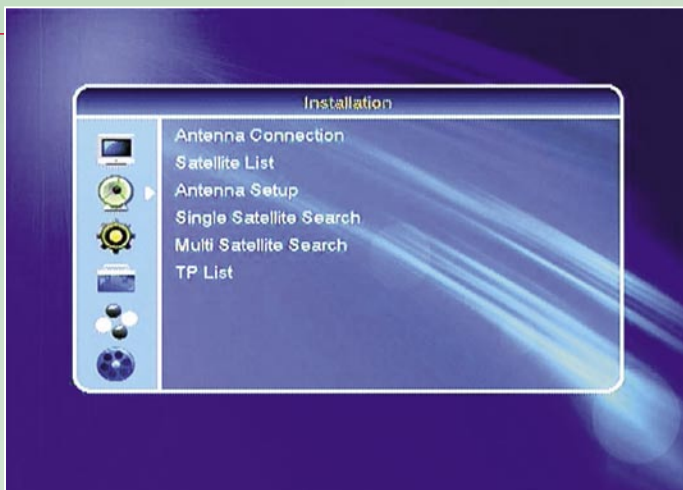 Installation
Antenna Connection
Satellite List
Antenna Setup
Single Satellite Search
Multi Satellite Search
TP List